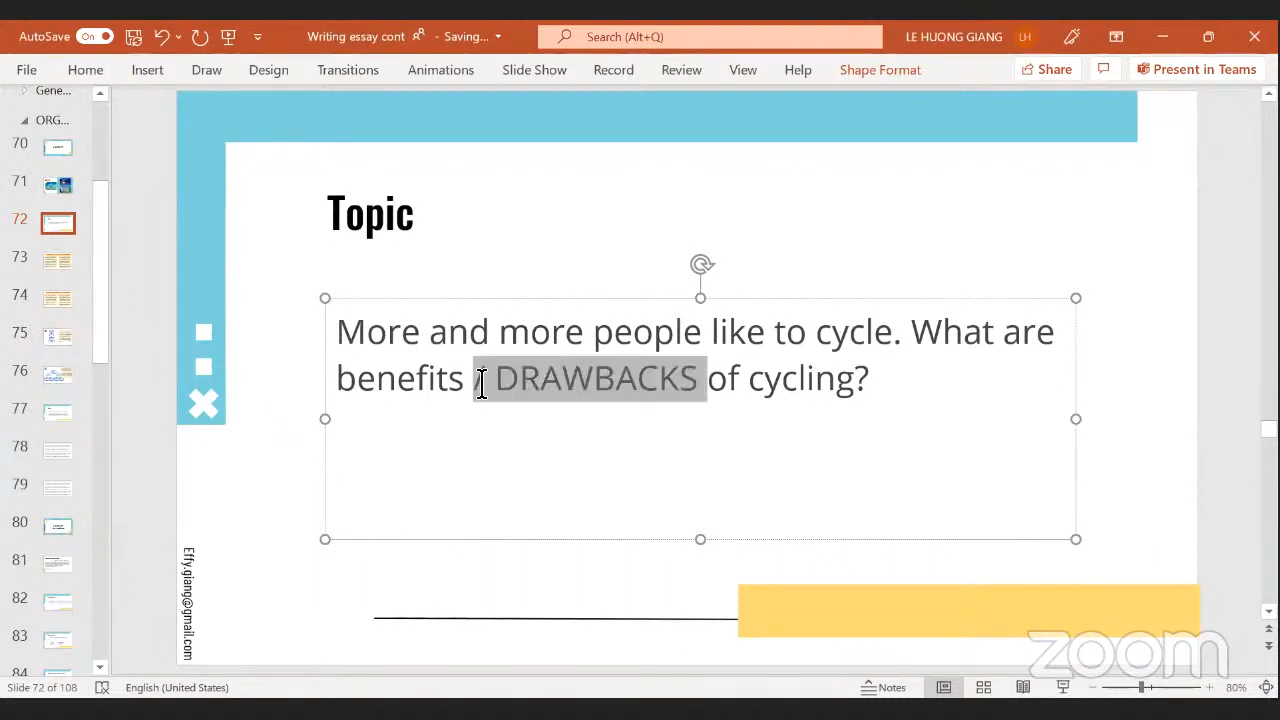 AutoSave On Writing essay cont - Saving... Search (Alt+Q) LE HUONG GIANG LH
File Home Insert Draw Design Transitions Animations Slide Show Record Review View Help Shape Format Share Present in Teams
Gene...
ORG...
70
71
72
73
74
75
76
77
78
79
80
81
82
83
84
Topic
More and more people like to cycle. What are
benefits / DRAWBACKS of cycling?
Effy.giang@gmail.com
zoom
Slide 72 of 108 English (United States) Notes 80%